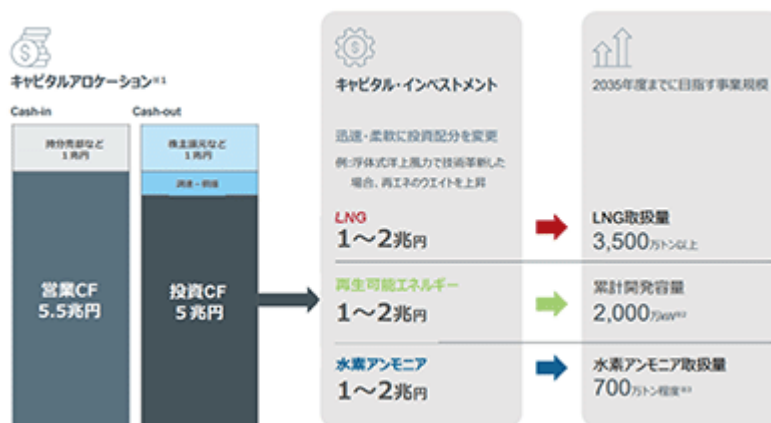 キャピタルアロケーション※1
Cash-in
Cash-out
持分売却など
1兆円
営業CF
5.5兆円
株主還元など
1兆円
調達・明細
投資CF
5兆円
キャピタル・インベストメント
迅速・柔軟に投資配分を変更
例:浮体式洋上風力で技術革新した
場合、再エネのウエイトを上昇
LNG
1～2兆円
再生可能エネルギー
1～2兆円
水素アンモニア
1～2兆円
2035年度までに目指す事業規模
LNG取扱量
3,500万トン以上
累計開発容量
2,000万kW※2
水素アンモニア取扱量
700万トン程度※3